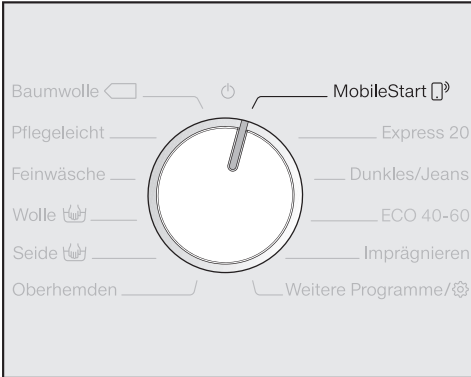 Baumwolle
MobileStart
Pflegeleicht
Express 20
Feinwäsche
Dunkles/Jeans
Wolle
ECO 40-60
Seide
Imprägnieren
Oberhemden
Weitere Programme/